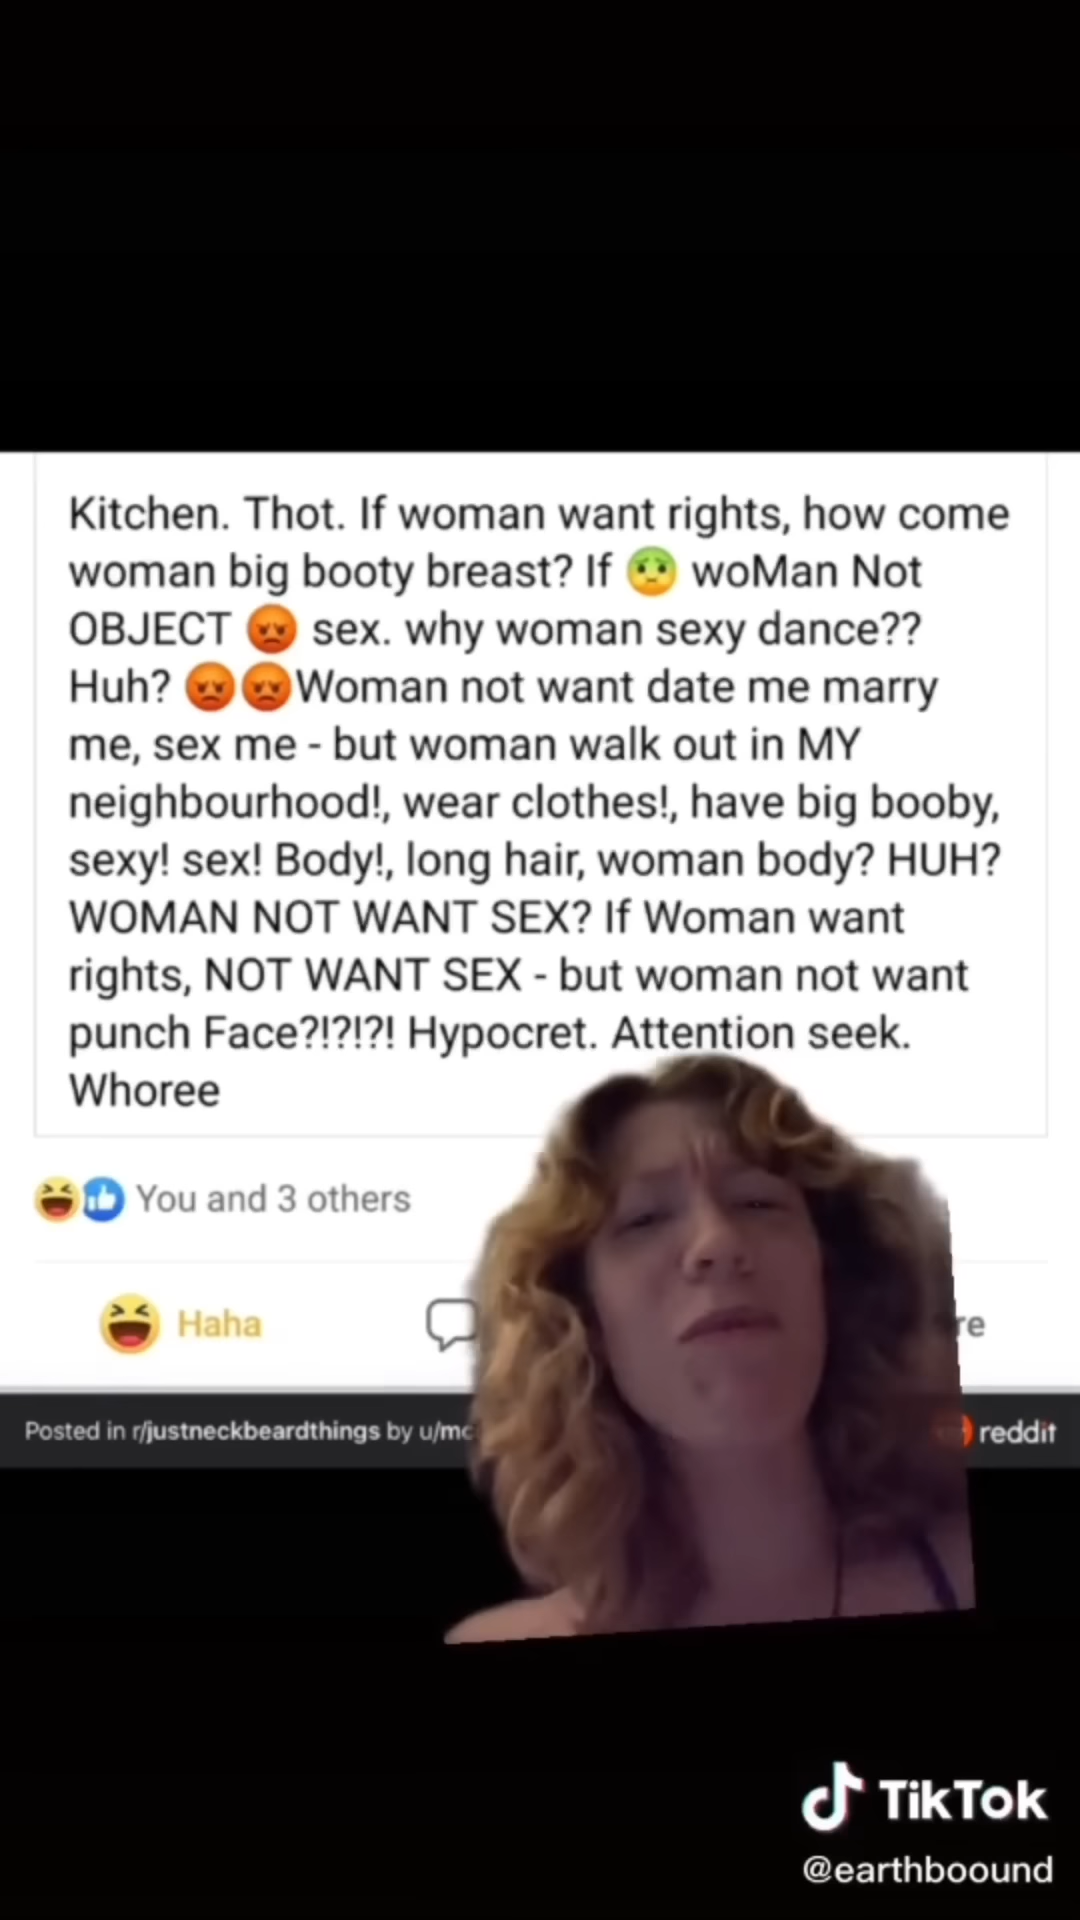 Kitchen. Thot. If woman want rights, how come
woman big booty breast? If 🤢 woMan Not
OBJECT 😡 sex. why woman sexy dance??
Huh? 😡😡Woman not want date me marry
me, sex me - but woman walk out in MY
neighbourhood!, wear clothes!, have big booby,
sexy! sex! Body!, long hair, woman body? HUH?
WOMAN NOT WANT SEX? If Woman want
rights, NOT WANT SEX - but woman not want
punch Face?!?!?! Hypocret. Attention seek.
Whoree
You and 3 others
Haha
Posted in r/justneckbeardthings by
reddit
TikTok
@earthboound